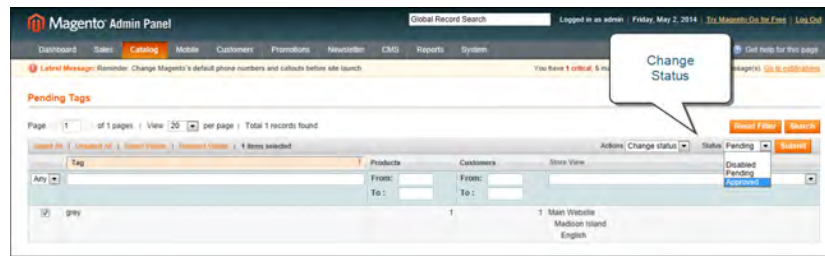 Magento® Admin Panel
Global Record Search
Logged in as admin | Friday, May 2, 2014 | Try Magento Go for Free | Log Out
Dashboard Sales Catalog Mobile Customers Promotions Newsletter CMS Reports System
Get help for this page
Latest Message: Reminder: Change Magento's default phone numbers and callouts before site launch
You have 1 critical, 5 ma
ssage(s). Go to notifications
Change
Status
Pending Tags
Page 1 of 1 pages | View 20 per page | Total 1 records found
Reset Filter Search
Select All | Unselect All | Select Visible | Unselect Visible | 1 items selected
Actions Change status Status Pending Submit
Disabled
Pending
Approved
Tag Products Customers Store View
Any From: From:
To : To :
grey 1 1 Main Website
Madison Island
English